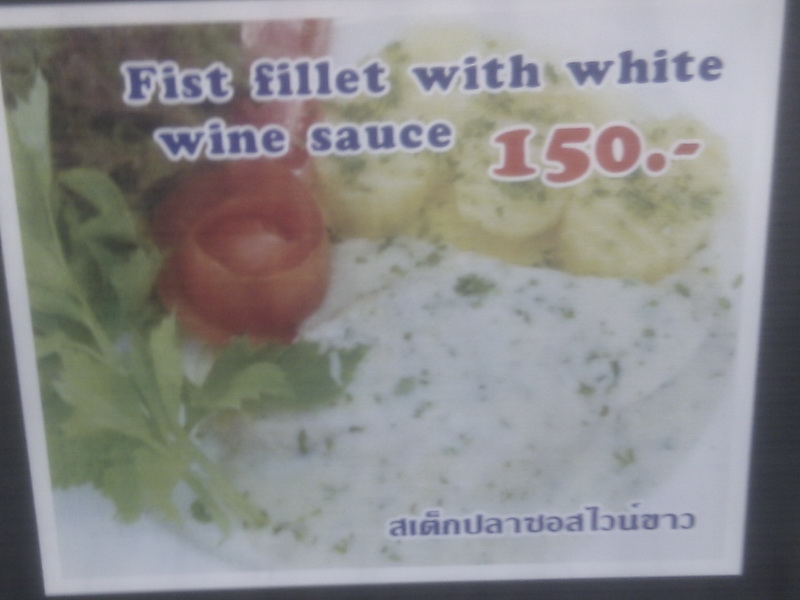 Fist fillet with white
wine sauce 150.-
สเต็กปลาซอสไวน์ขาว